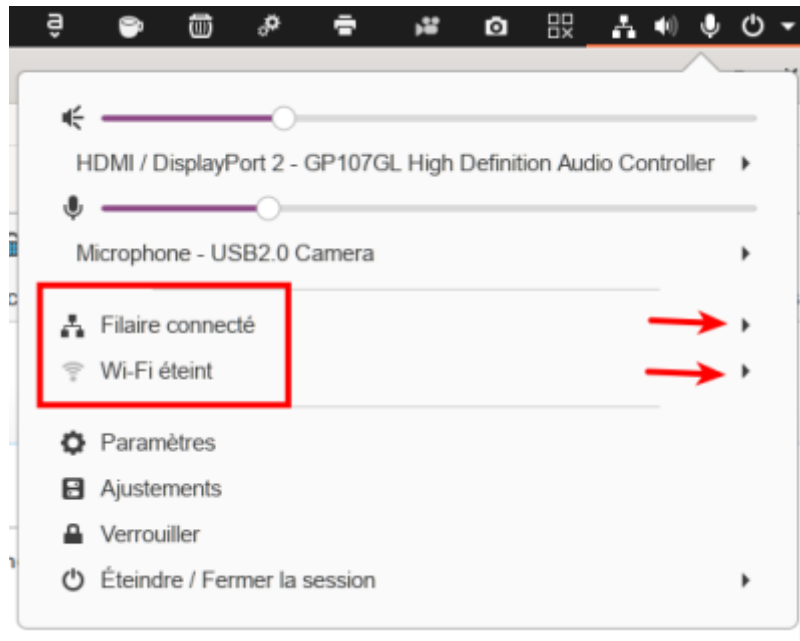 HDMI / DisplayPort 2 - GP107GL High Definition Audio Controller
Microphone - USB2.0 Camera
Filaire connecté
Wi-Fi éteint
Paramètres
Ajustements
Verrouiller
Éteindre / Fermer la session